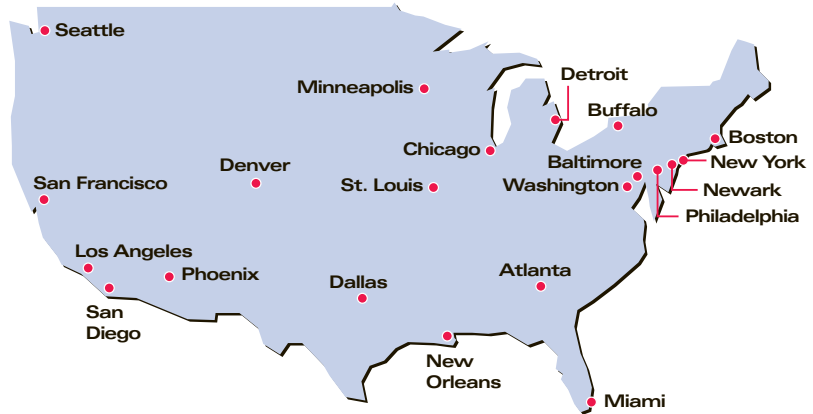 Seattle
Detroit
Minneapolis
Buffalo
Boston
Chicago
Baltimore
New York
Denver
San Francisco
St. Louis
Washington
Newark
Philadelphia
Los Angeles
Phoenix
Atlanta
Dallas
San
Diego
New
Orleans
Miami